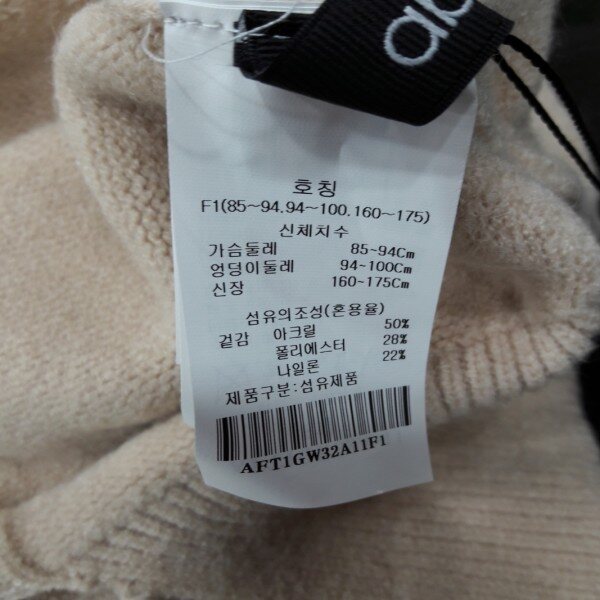 호칭
F1(85~94.94~100.160~175)
신체치수
가슴둘레 85~94Cm
엉덩이둘레 94~100Cm
신장 160~175Cm
섬유의조성(혼용율)
겉감 아크릴 50%
폴리에스터 28%
나일론 22%
제품구분:섬유제품
AFT1GW32A11F1